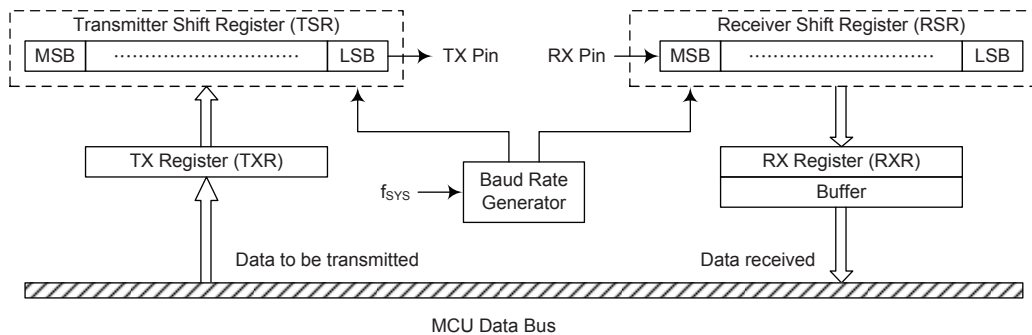 Transmitter Shift Register (TSR)
MSB ………………………… LSB
TX Pin
RX Pin
Receiver Shift Register (RSR)
MSB ………………………… LSB
TX Register (TXR)
fSYS
Baud Rate
Generator
RX Register (RXR)
Buffer
Data to be transmitted
Data received
MCU Data Bus